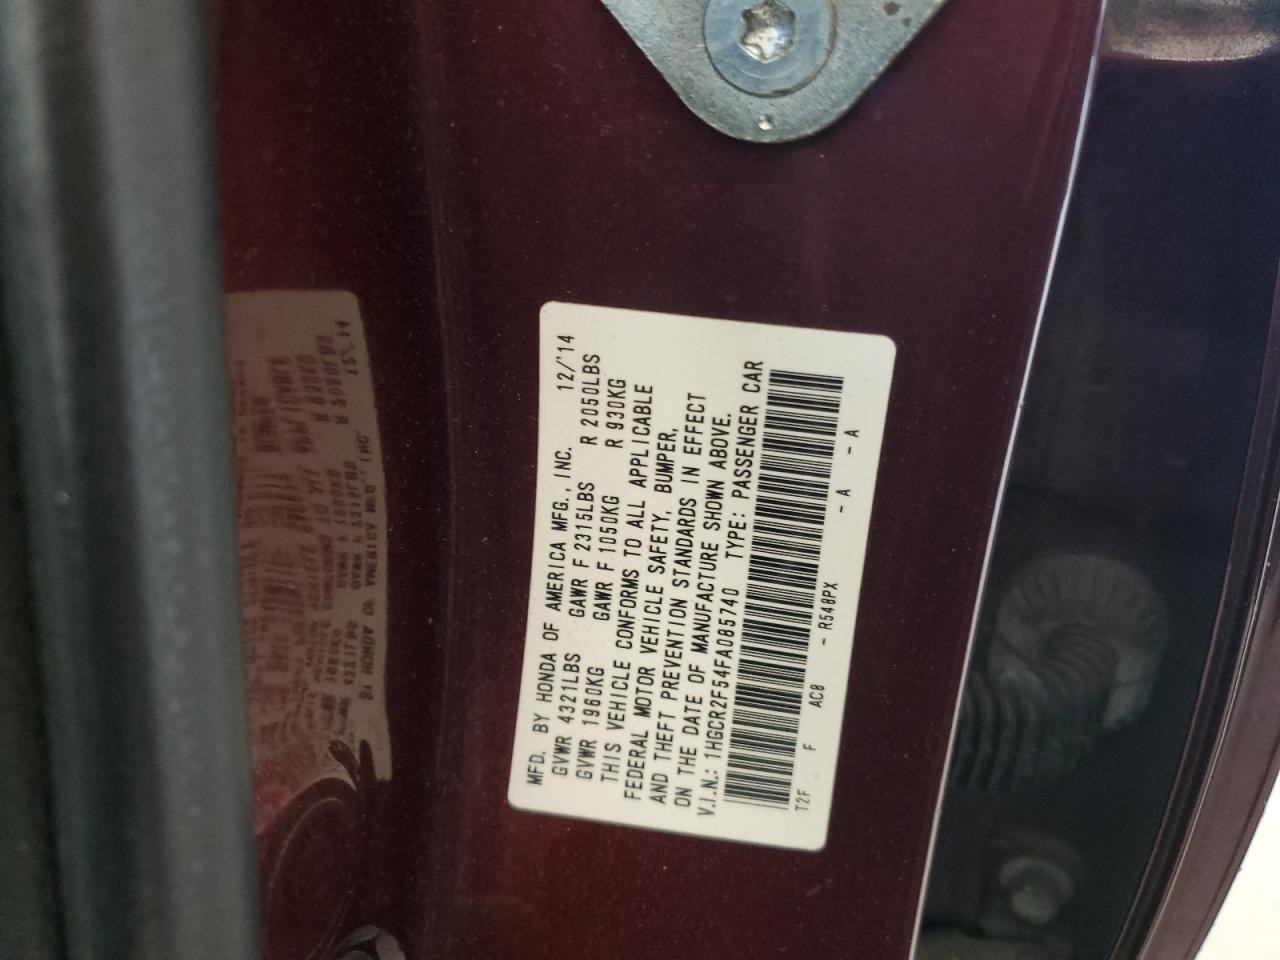 MFD. BY HONDA OF AMERICA MFG., INC. 12/'14
GVWR 4321LBS GAWR F 2315LBS R 2050LBS
GVWR 1960KG GAWR F 1050KG R 930KG
THIS VEHICLE CONFORMS TO ALL APPLICABLE
FEDERAL MOTOR VEHICLE SAFETY, BUMPER,
AND THEFT PREVENTION STANDARDS IN EFFECT
ON THE DATE OF MANUFACTURE SHOWN ABOVE.
V.I.N.: 1HGCR2F54FA085740 TYPE: PASSENGER CAR
T2F F AC0 - R548PX - A - A